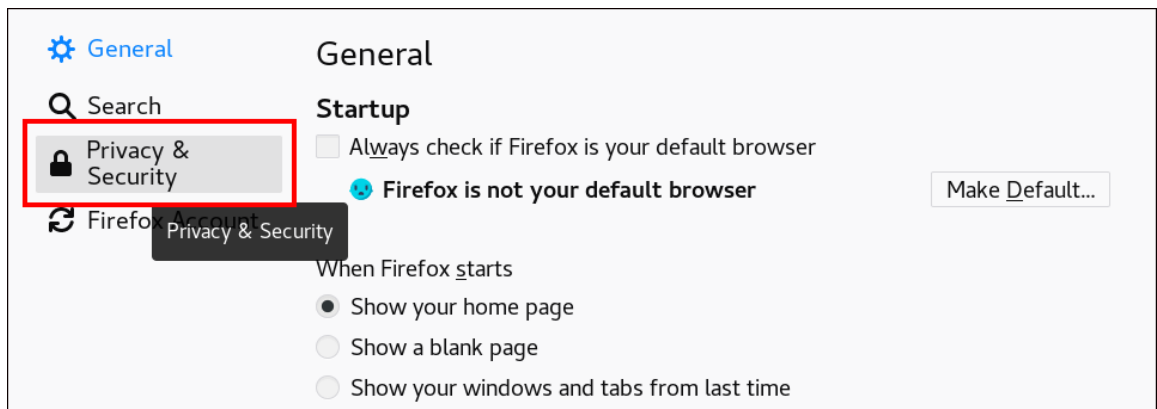 General
Search
Privacy &
Security
Firefox Account
Privacy & Security
General
Startup
Always check if Firefox is your default browser
Firefox is not your default browser
Make Default...
When Firefox starts
Show your home page
Show a blank page
Show your windows and tabs from last time